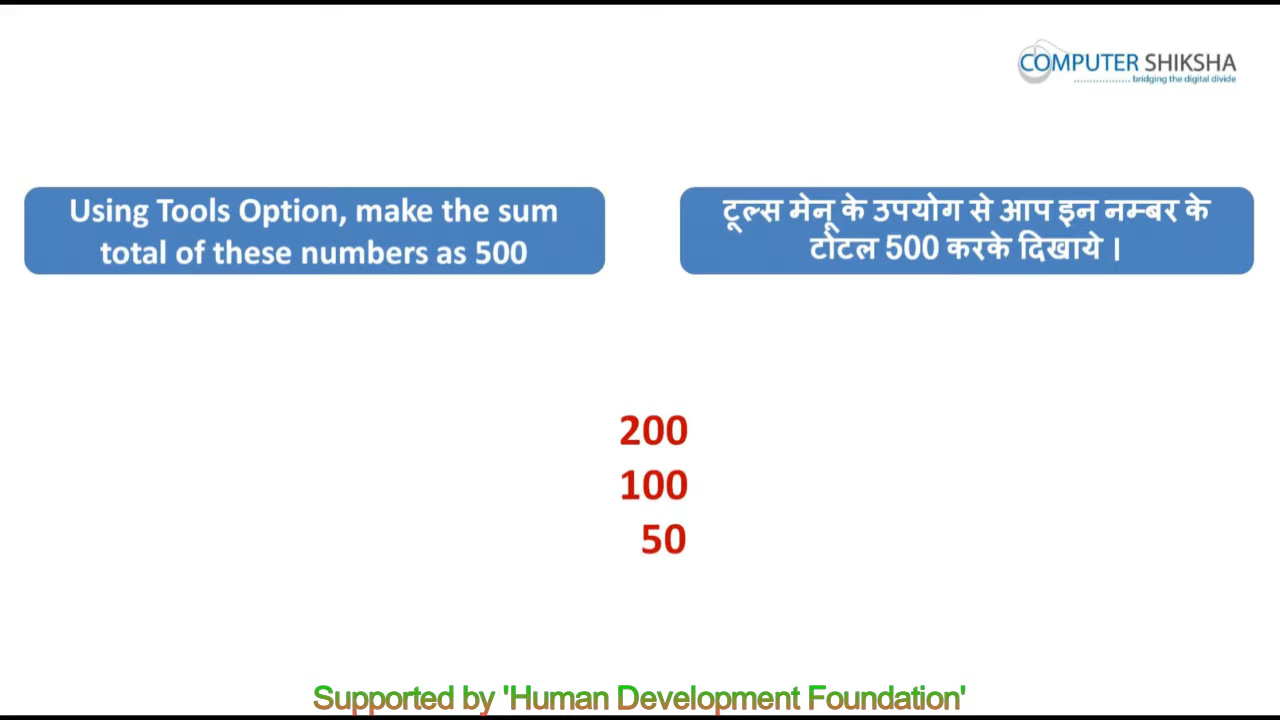 COMPUTER SHIKSHA
.................. bridging the digital divide
Using Tools Option, make the sum
total of these numbers as 500
टूल्स मेनू के उपयोग से आप इन नम्बर के
टोटल 500 करके दिखाये ।
200
100
50
Supported by 'Human Development Foundation'